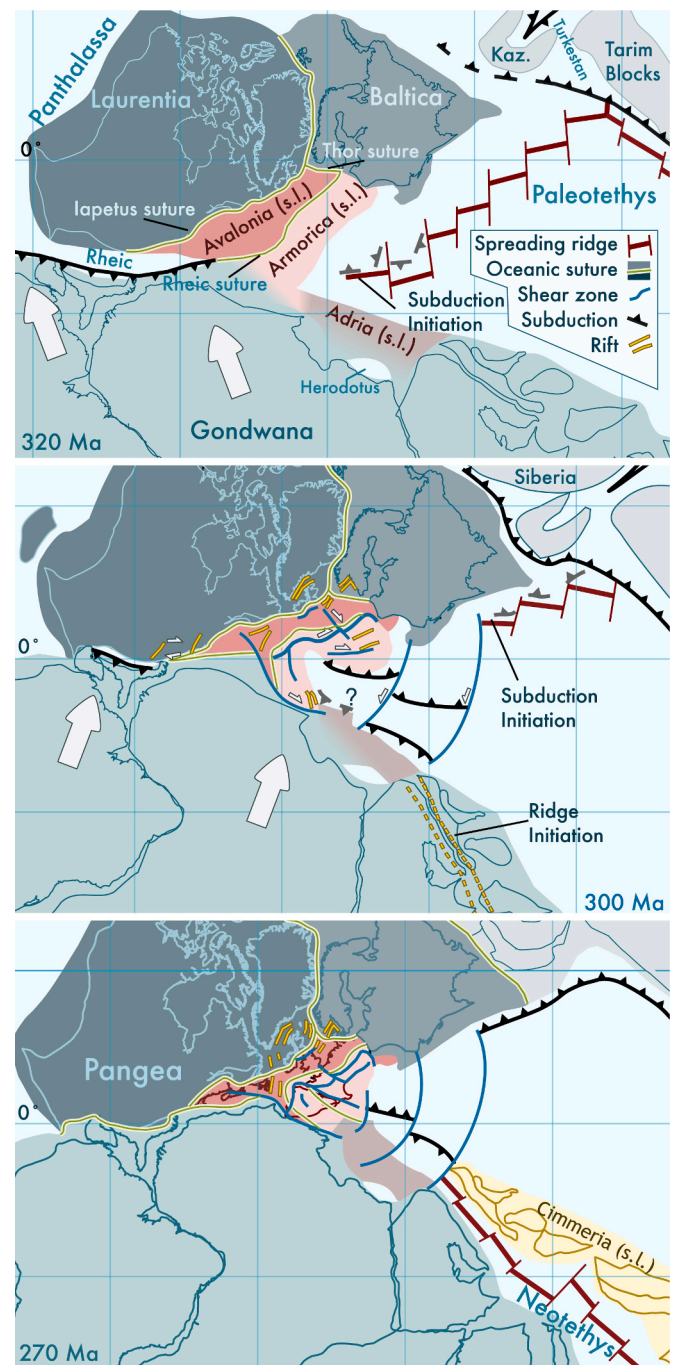 Panthalassa
Laurentia
Baltica
Kaz.
Turkestan
Tarim
Blocks
0°
Thor suture
Paleotethys
Iapetus suture
Avalonia (s.l.)
Armorica (s.l.)
Rheic
Rheic suture
Spreading ridge
Oceanic suture
Shear zone
Subduction
Rift
Subduction
Initiation
Adria (s.l.)
Herodotus
Gondwana
320 Ma
Siberia
0°
?
Subduction
Initiation
Ridge
Initiation
300 Ma
Pangea
0°
Cimmeria (s.l.)
Neotethys
270 Ma